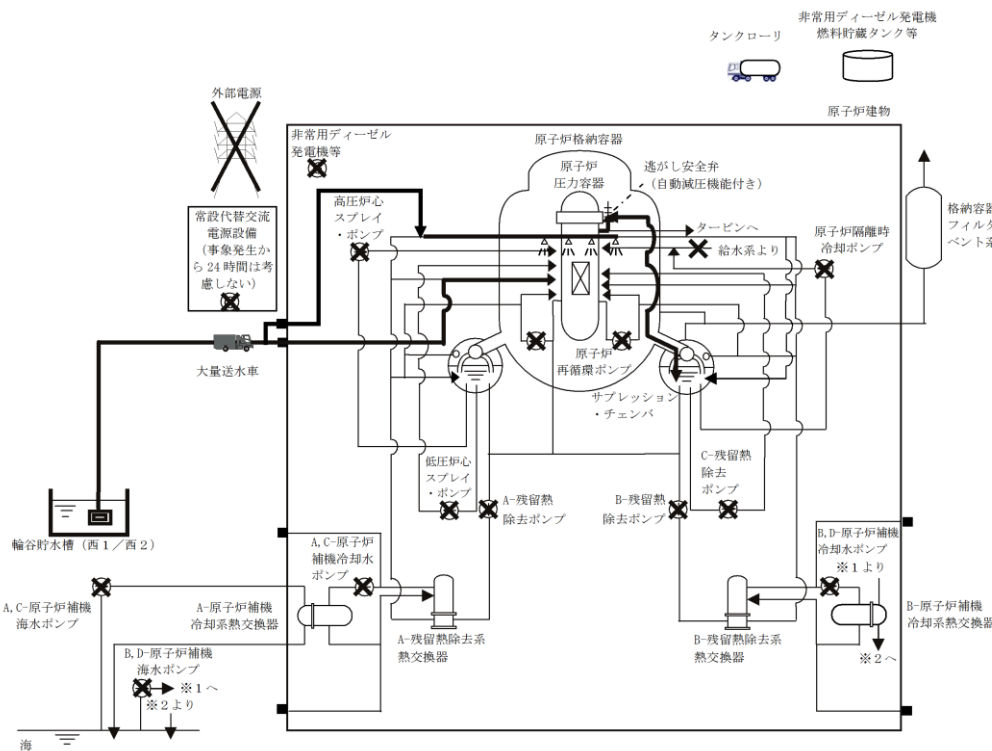 非常用ディーゼル発電機
燃料貯蔵タンク等
タンクローリ
外部電源
原子炉建物
非常用ディーゼル
発電機等
原子炉格納容器
原子炉
圧力容器
逃がし安全弁
(自動減圧機能付き)
高圧炉心
スプレイ
・ポンプ
常設代替交流
電源設備
(事象発生か
ら24時間は考
慮しない)
タービンへ
給水系より
原子炉隔離時
冷却ポンプ
格納容器
フィルタ
ベント系
大量送水車
原子炉
再循環ポンプ
サプレッション
・チェンバ
低圧炉心
スプレイ
・ポンプ
A-残留熱
除去ポンプ
B-残留熱
除去ポンプ
C-残留熱
除去
ポンプ
輪谷貯水槽(西1/西2)
A,C-原子炉
補機冷却水
ポンプ
B,D-原子炉補機
冷却水ポンプ
※1より
A,C-原子炉補機
海水ポンプ
A-原子炉補機
冷却系熱交換器
A-残留熱除去系
熱交換器
B-残留熱除去系
熱交換器
B-原子炉補機
冷却系熱交換器
※2へ
B,D-原子炉補機
海水ポンプ
※1へ
※2より
海